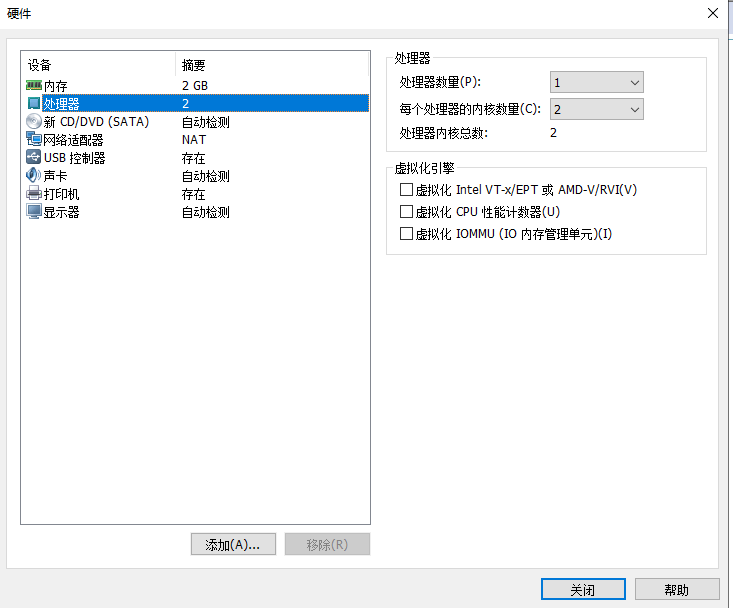 硬件
设备 摘要
内存 2 GB
处理器 2
新 CD/DVD (SATA) 自动检测
网络适配器 NAT
USB 控制器 存在
声卡 自动检测
打印机 存在
显示器 自动检测
添加(A)... 移除(R)
处理器
处理器数量(P): 1
每个处理器的内核数量(C): 2
处理器内核总数: 2
虚拟化引擎
虚拟化 Intel VT-x/EPT 或 AMD-V/RVI(V)
虚拟化 CPU 性能计数器(U)
虚拟化 IOMMU (IO 内存管理单元)(I)
关闭 帮助